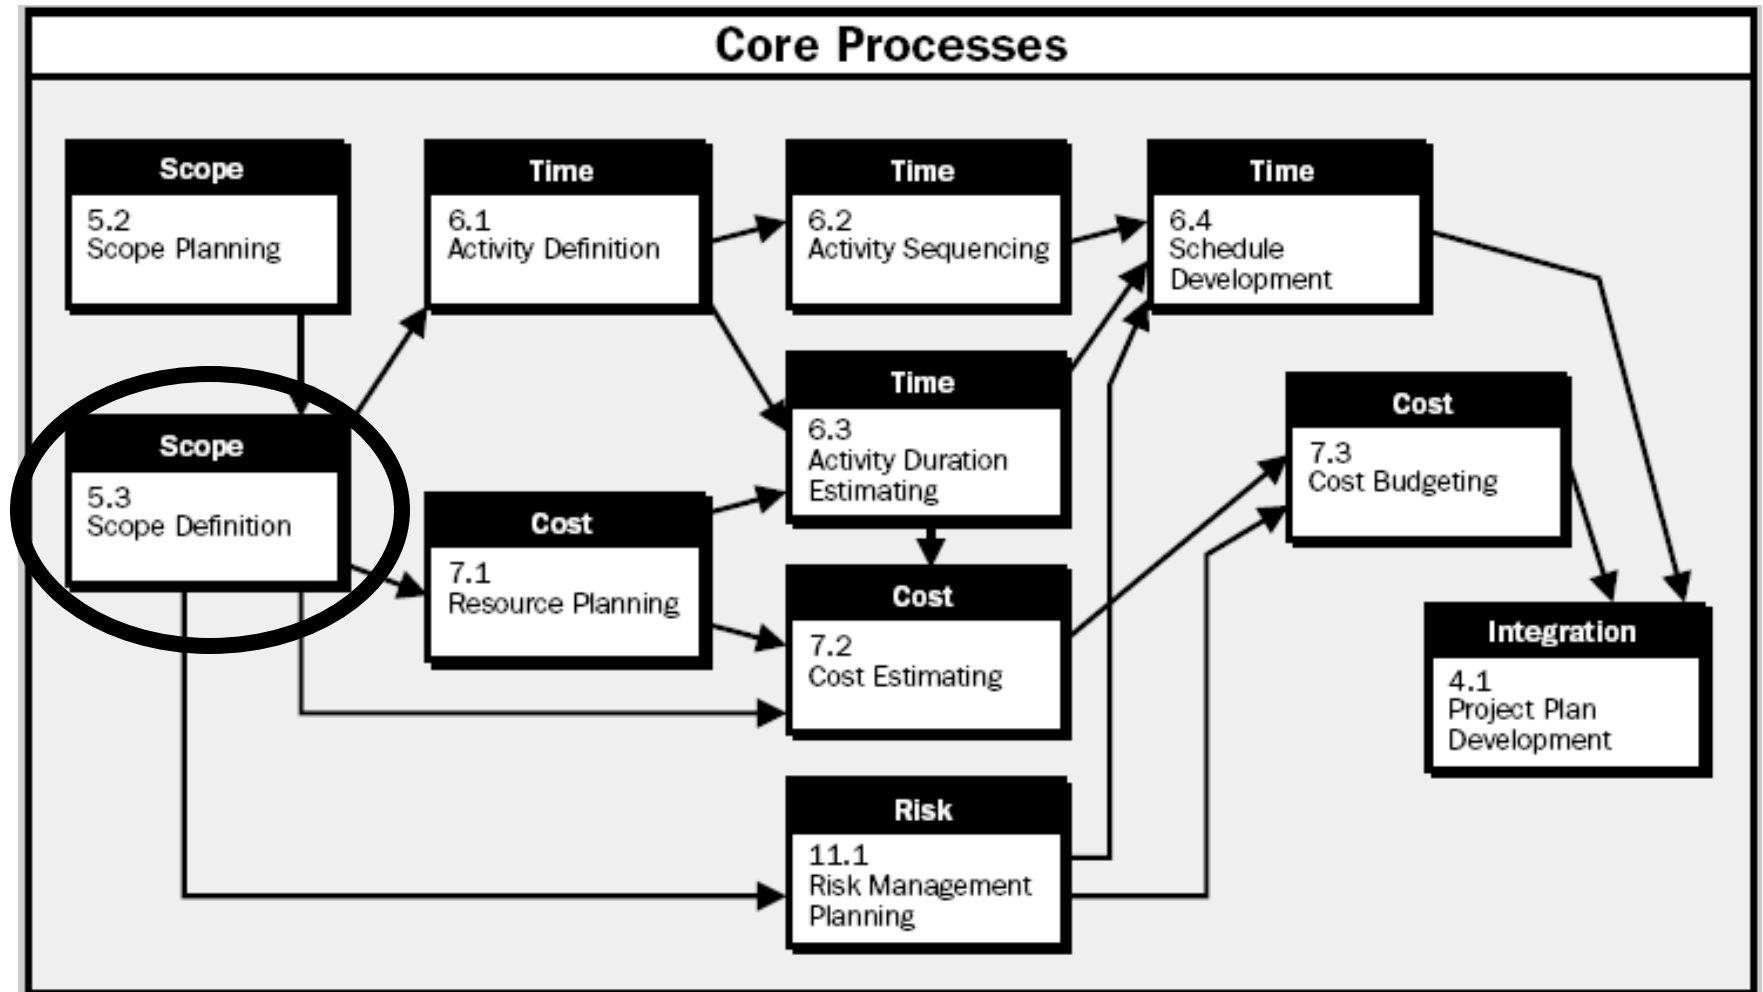 Core Processes
Scope
5.2
Scope Planning
Time
6.1
Activity Definition
Time
6.2
Activity Sequencing
Time
6.4
Schedule
Development
Scope
5.3
Scope Definition
Cost
7.1
Resource Planning
Time
6.3
Activity Duration
Estimating
Cost
7.2
Cost Estimating
Cost
7.3
Cost Budgeting
Integration
4.1
Project Plan
Development
Risk
11.1
Risk Management
Planning